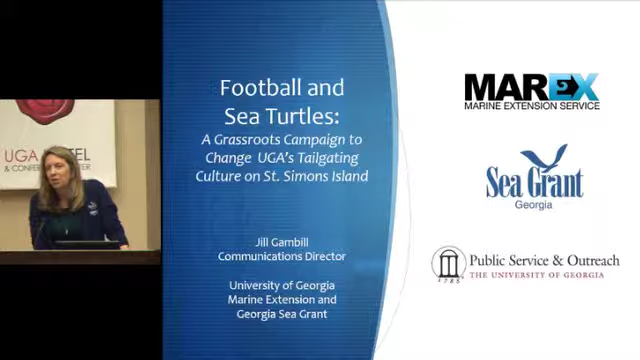 UGA
& CONFE
Football and
Sea Turtles:
A Grassroots Campaign to
Change UGA's Tailgating
Culture on St. Simons Island
Jill Gambill
Communications Director
University of Georgia
Marine Extension and
Georgia Sea Grant
MAREX
MARINE EXTENSION SERVICE
Sea Grant
Georgia
1785
Public Service & Outreach
THE UNIVERSITY OF GEORGIA